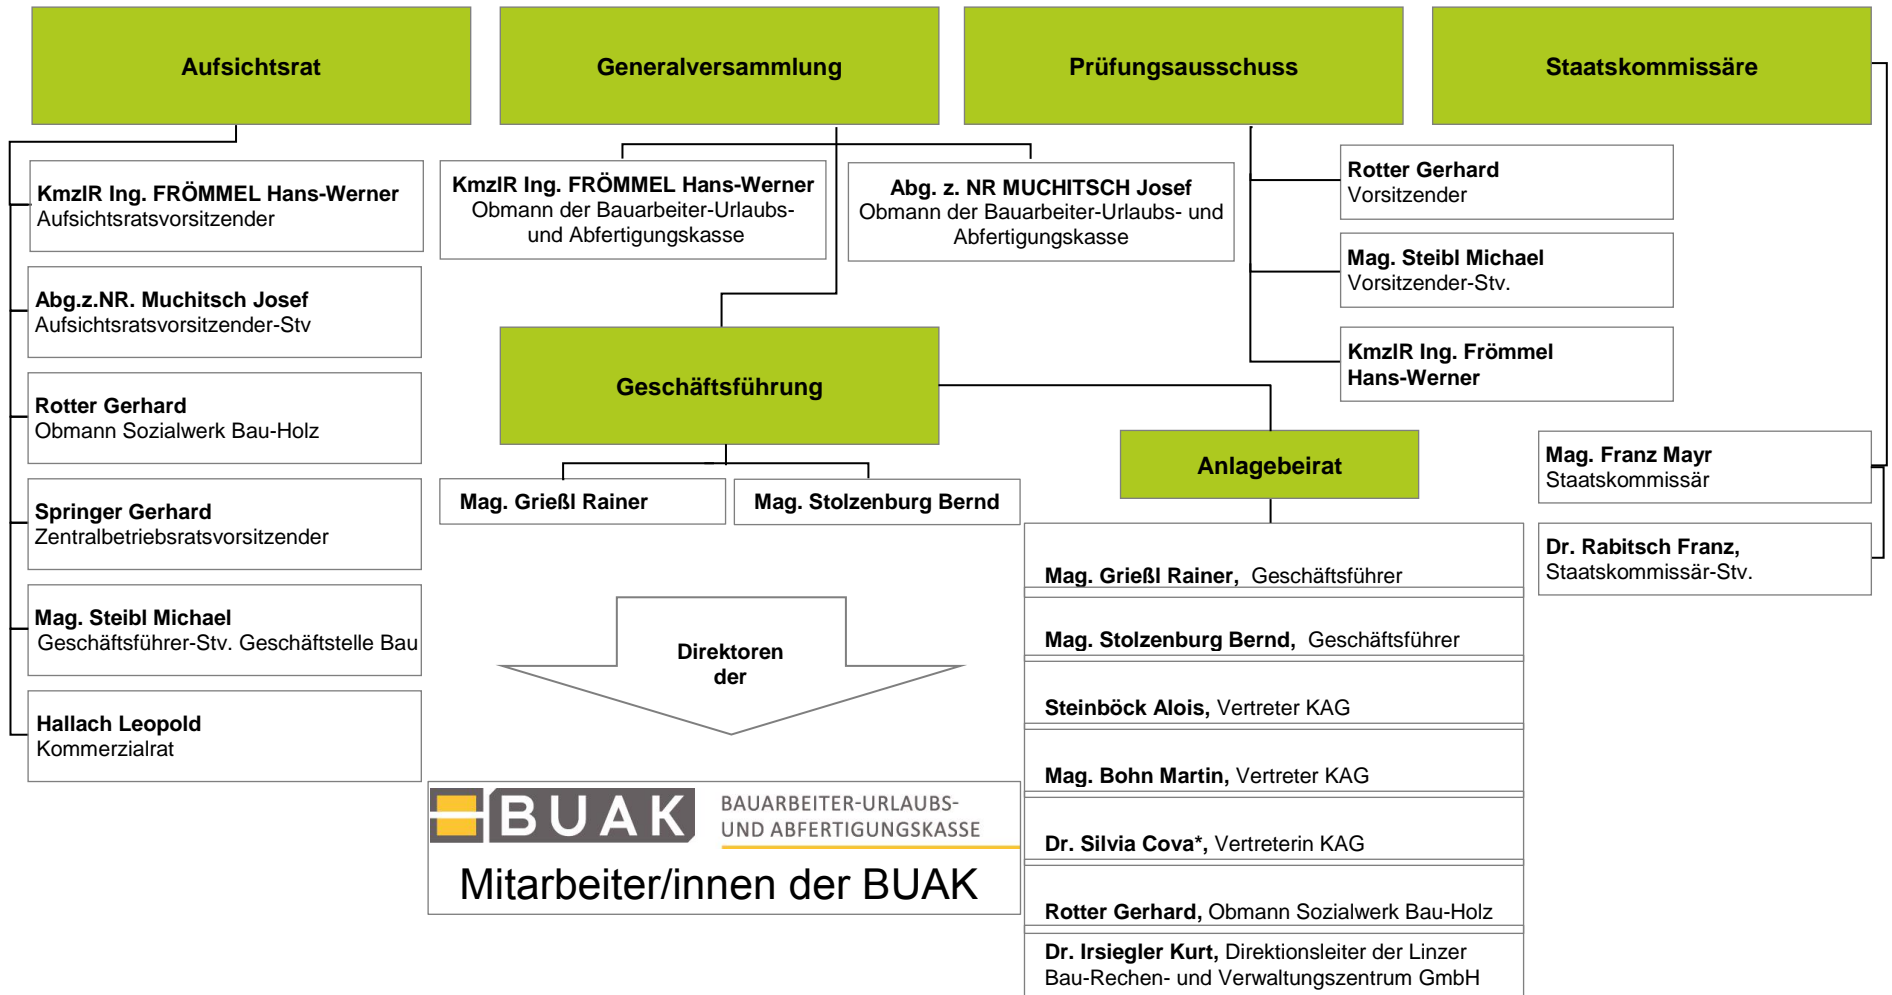 Aufsichtsrat
KmzlR Ing. FRÖMMEL Hans-Werner
Aufsichtsratsvorsitzender
Abg.z.NR. Muchitsch Josef
Aufsichtsratsvorsitzender-Stv
Rotter Gerhard
Obmann Sozialwerk Bau-Holz
Springer Gerhard
Zentralbetriebsratsvorsitzender
Mag. Steibl Michael
Geschäftsführer-Stv. Geschäftstelle Bau
Hallach Leopold
Kommerzialrat
Generalversammlung
KmzlR Ing. FRÖMMEL Hans-Werner
Obmann der Bauarbeiter-Urlaubs-
und Abfertigungskasse
Abg. z. NR MUCHITSCH Josef
Obmann der Bauarbeiter-Urlaubs- und
Abfertigungskasse
Geschäftsführung
Mag. Grießl Rainer
Mag. Stolzenburg Bernd
Direktoren
der
BUAK
BAUARBEITER-URLAUBS-
UND ABFERTIGUNGSKASSE
Mitarbeiter/innen der BUAK
Prüfungsausschuss
Rotter Gerhard
Vorsitzender
Mag. Steibl Michael
Vorsitzender-Stv.
KmzlR Ing. Frömmel
Hans-Werner
Anlagebeirat
Mag. Grießl Rainer, Geschäftsführer
Mag. Stolzenburg Bernd, Geschäftsführer
Steinböck Alois, Vertreter KAG
Mag. Bohn Martin, Vertreter KAG
Dr. Silvia Cova*, Vertreterin KAG
Rotter Gerhard, Obmann Sozialwerk Bau-Holz
Dr. Irsiegler Kurt, Direktionsleiter der Linzer
Bau-Rechen- und Verwaltungszentrum GmbH
Staatskommissäre
Mag. Franz Mayr
Staatskommissär
Dr. Rabitsch Franz,
Staatskommissär-Stv.